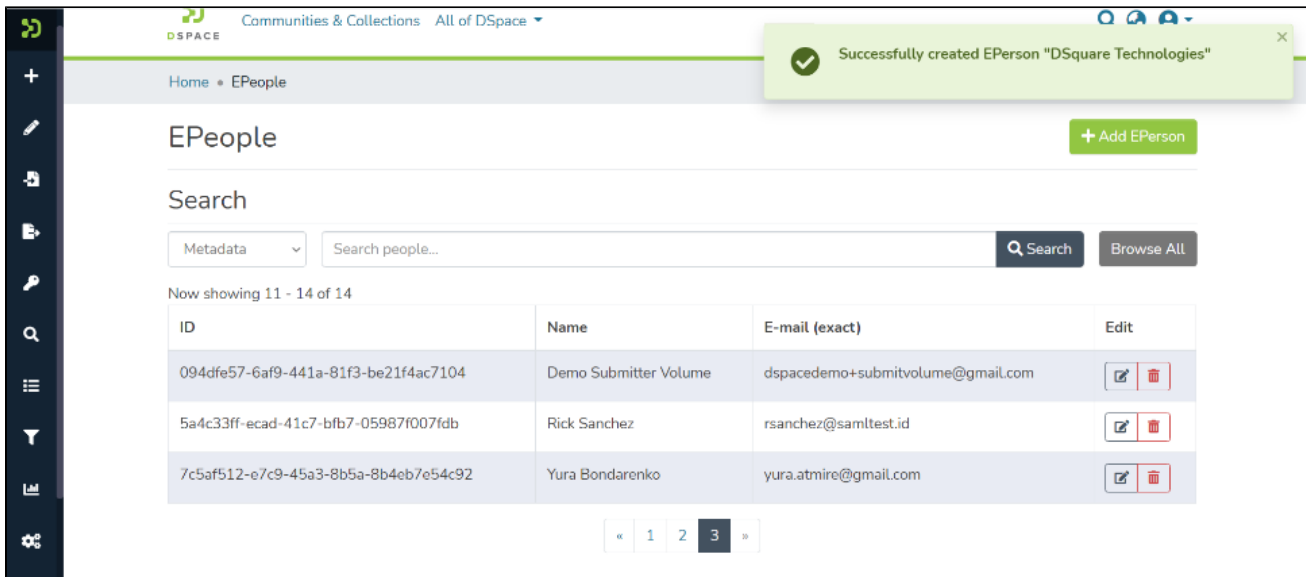 DSPACE
Communities & Collections All of DSpace
Successfully created EPerson "DSquare Technologies"
Home • EPeople
EPeople
+ Add EPerson
Search
Metadata
Search people...
Search
Browse All
Now showing 11 - 14 of 14
ID Name E-mail (exact) Edit
094dfe57-6af9-441a-81f3-be21f4ac7104 Demo Submitter Volume dspacedemo+submitvolume@gmail.com
5a4c33ff-ecad-41c7-bfb7-05987f007fdb Rick Sanchez rsanchez@samltest.id
7c5af512-e7c9-45a3-8b5a-8b4eb7e54c92 Yura Bondarenko yura.atmire@gmail.com
« 1 2 3 »